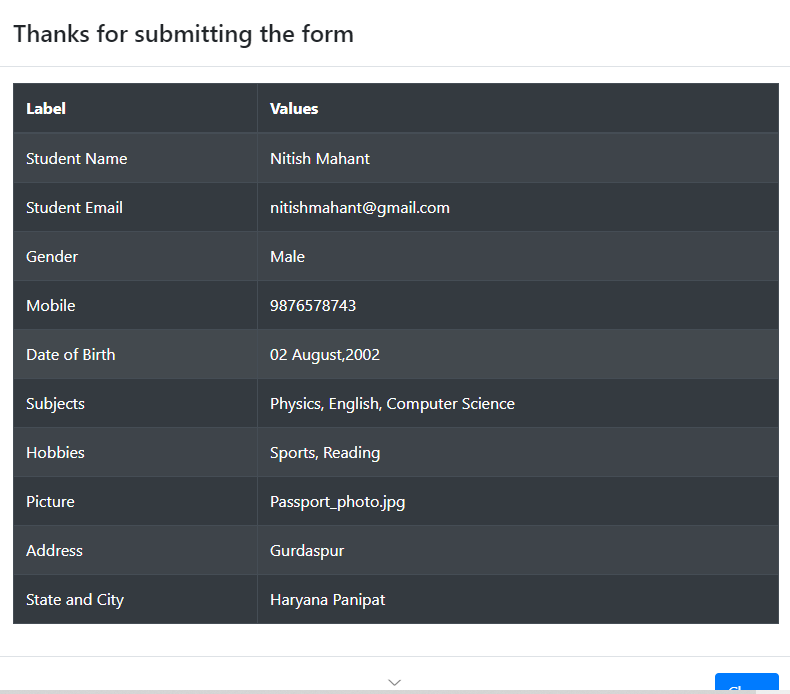 Thanks for submitting the form
Label Values
Student Name Nitish Mahant
Student Email nitishmahant@gmail.com
Gender Male
Mobile 9876578743
Date of Birth 02 August,2002
Subjects Physics, English, Computer Science
Hobbies Sports, Reading
Picture Passport_photo.jpg
Address Gurdaspur
State and City Haryana Panipat